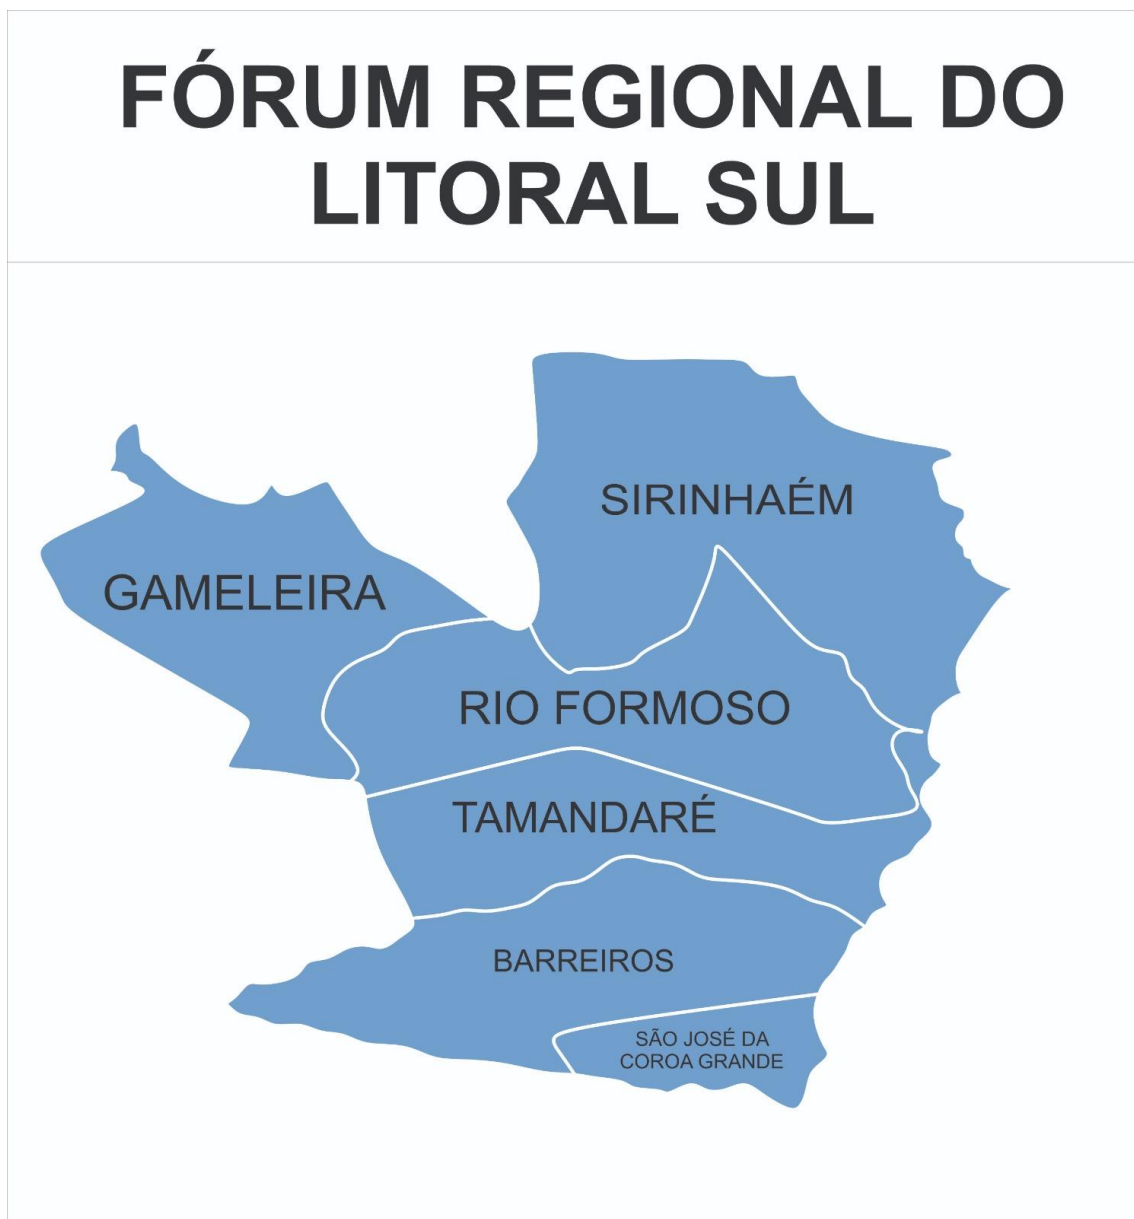 FÓRUM REGIONAL DO
LITORAL SUL
SIRINHAÉM
GAMELEIRA
RIO FORMOSO
TAMANDARÉ
BARREIROS
SÃO JOSÉ DA
COROA GRANDE